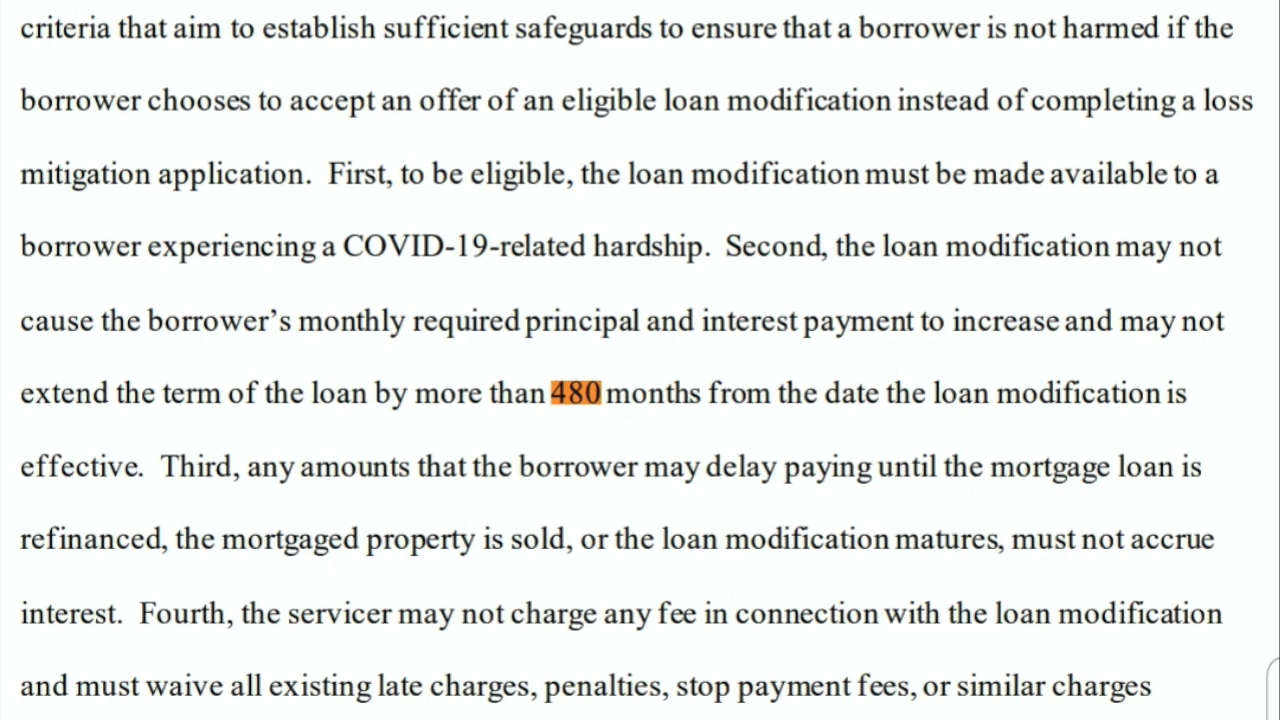 criteria that aim to establish sufficient safeguards to ensure that a borrower is not harmed if the
borrower chooses to accept an offer of an eligible loan modification instead of completing a loss
mitigation application.  First, to be eligible, the loan modification must be made available to a
borrower experiencing a COVID-19-related hardship.  Second, the loan modification may not
cause the borrower’s monthly required principal and interest payment to increase and may not
extend the term of the loan by more than 480 months from the date the loan modification is
effective.  Third, any amounts that the borrower may delay paying until the mortgage loan is
refinanced, the mortgaged property is sold, or the loan modification matures, must not accrue
interest.  Fourth, the servicer may not charge any fee in connection with the loan modification
and must waive all existing late charges, penalties, stop payment fees, or similar charges